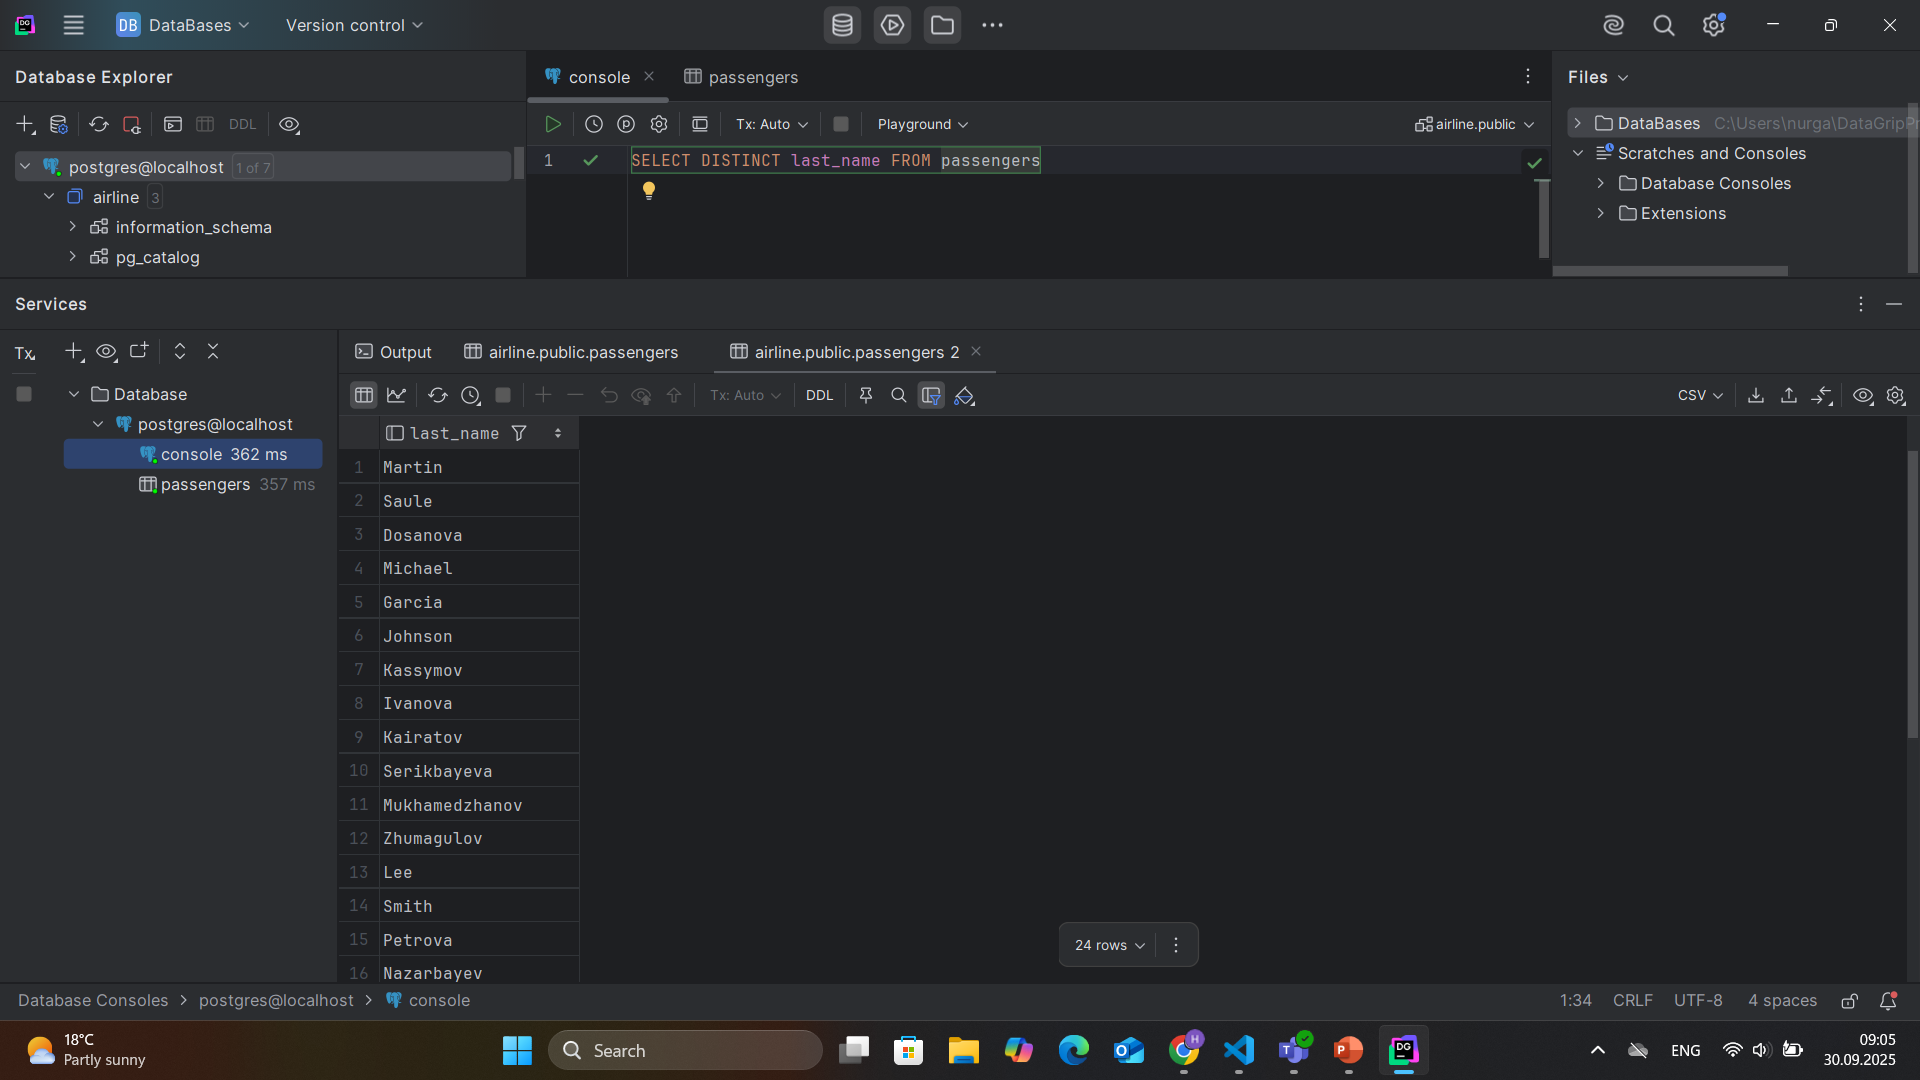 DB DataBases Version control
Database Explorer
console passengers
Files
DDL
Tx: Auto Playground airline.public
DataBases C:\Users\nurga\DataGripPr
postgres@localhost 1 of 7
1 SELECT DISTINCT last_name FROM passengers
Scratches and Consoles
airline 3
Database Consoles
information_schema
Extensions
pg_catalog
Services
Tx
Output airline.public.passengers airline.public.passengers 2
Database
Tx: Auto DDL CSV
postgres@localhost
last_name
console 362 ms
passengers 357 ms
1 Martin
2 Saule
3 Dosanova
4 Michael
5 Garcia
6 Johnson
7 Kassymov
8 Ivanova
9 Kairatov
10 Serikbayeva
11 Mukhamedzhanov
12 Zhumagulov
13 Lee
14 Smith
15 Petrova
16 Nazarbayev
24 rows
Database Consoles > postgres@localhost > console
1:34 CRLF UTF-8 4 spaces
18°C
Partly sunny
Search
ENG
09:05
30.09.2025